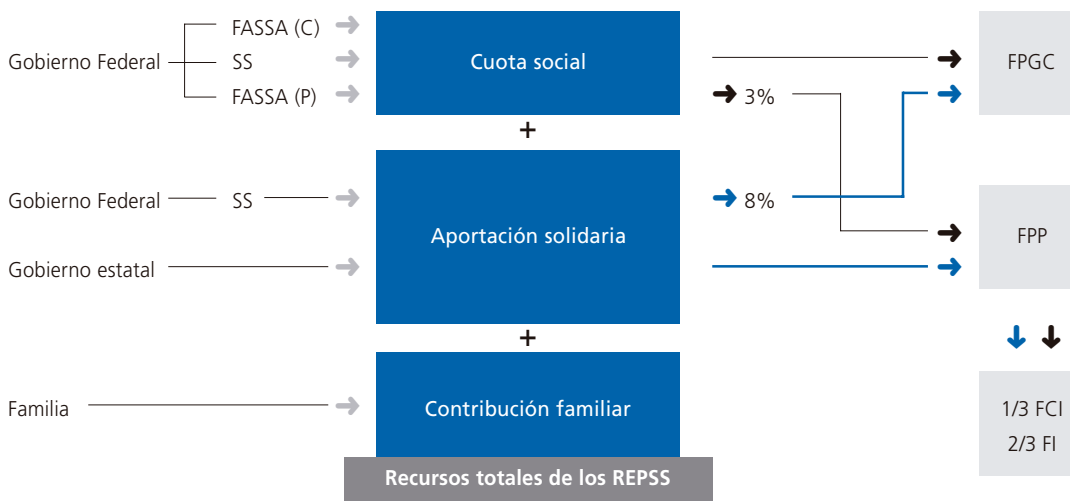 FASSA (C)
Gobierno Federal
SS
FASSA (P)
Cuota social
3%
FPGC
+
Gobierno Federal
SS
Gobierno estatal
Aportación solidaria
8%
FPP
+
Familia
Contribución familiar
1/3 FCI
2/3 FI
Recursos totales de los REPSS